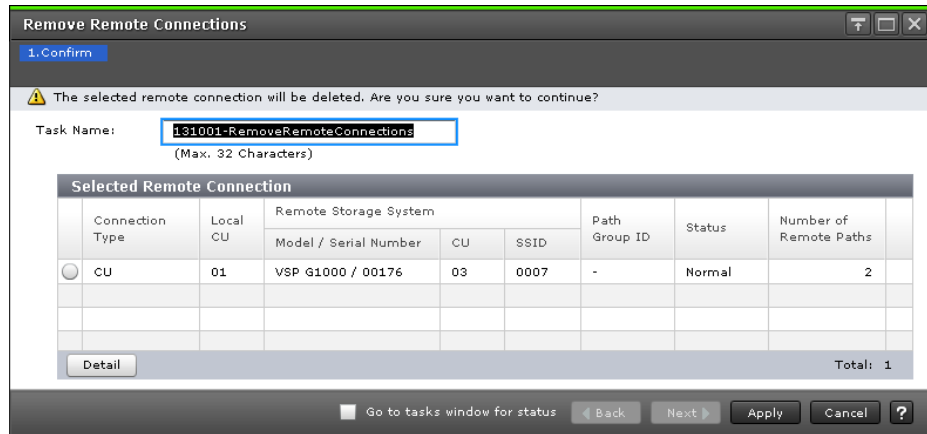 Remove Remote Connections
1.Confirm
The selected remote connection will be deleted. Are you sure you want to continue?
Task Name: 131001-RemoveRemoteConnections
(Max. 32 Characters)
Selected Remote Connection
Connection Type Local CU Remote Storage System Path Group ID Status Number of Remote Paths
Model / Serial Number CU SSID
CU 01 VSP G1000 / 00176 03 0007 - Normal 2
Detail Total: 1
Go to tasks window for status Back Next Apply Cancel ?